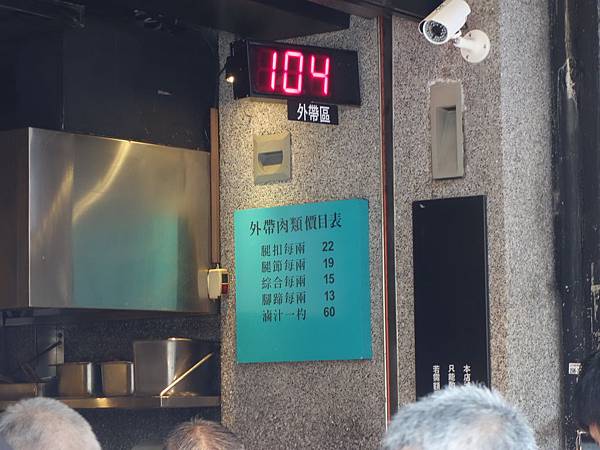 104
外帶區
外帶肉類價目表
腿扣每兩 22
腿節每兩 19
綜合每兩 15
腳蹄每兩 13
滷汁一杓 60
本店
只能
若需